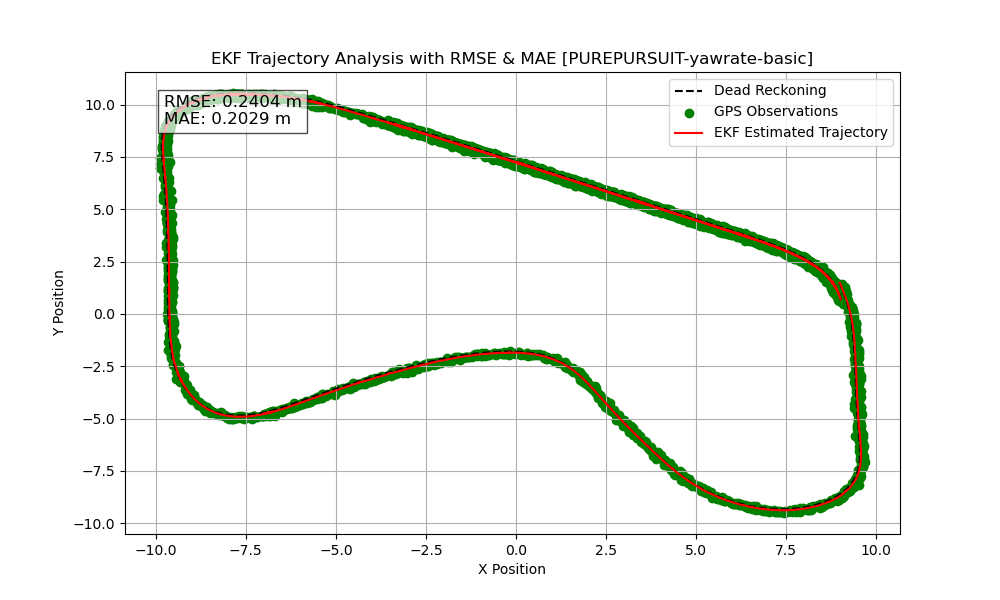 EKF Trajectory Analysis with RMSE & MAE [PUREPURSUIT-yawrate-basic]
RMSE: 0.2404 m
MAE: 0.2029 m
Dead Reckoning
GPS Observations
EKF Estimated Trajectory
Y Position
10.0
7.5
5.0
2.5
0.0
−2.5
−5.0
−7.5
−10.0
−10.0 −7.5 −5.0 −2.5 0.0 2.5 5.0 7.5 10.0
X Position